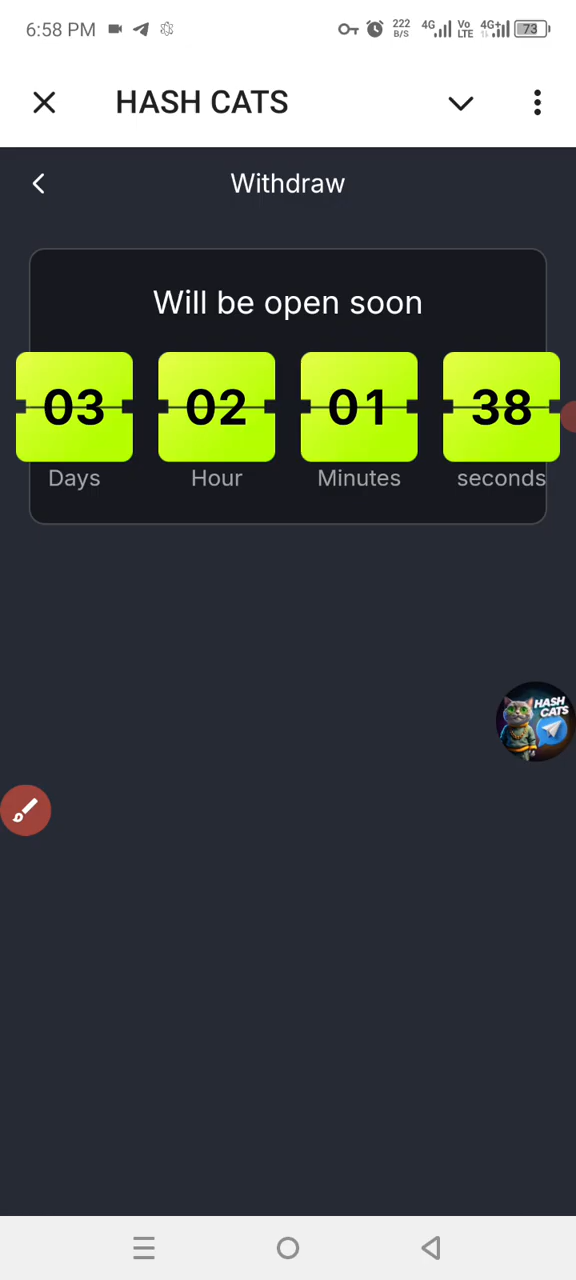 6:58 PM 222 B/S 4G Vo LTE 4G+ 73
HASH CATS
Withdraw
Will be open soon
03 02 01 38
Days Hour Minutes seconds
HASH
CATS